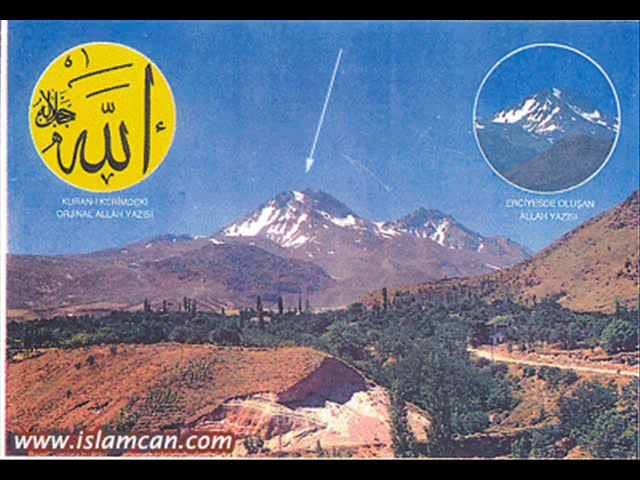 الله
جل جلاله
KURAN-I KERİMDEKİ
ORJİNAL ALLAH YAZISI
ERCİYESDE OLUŞAN
ALLAH YAZISI
www.islamcan.com